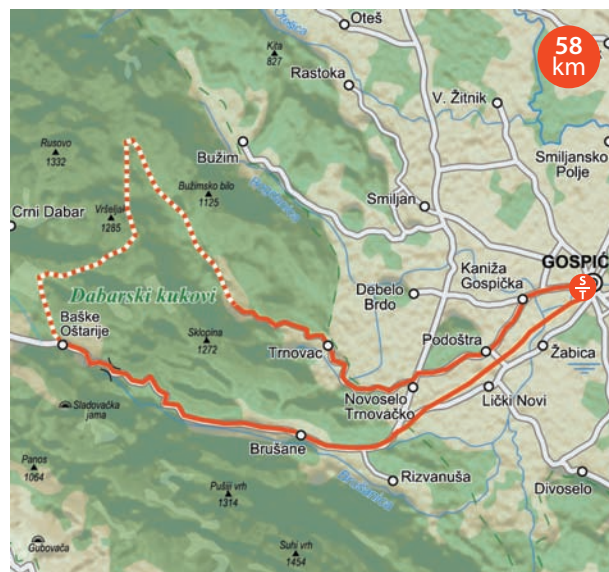 Oteš
58
km
Kita
827
Rastoka
V. Žitnik
Rusovo
1332
Bužim
Smiljansko
Polje
Bužimsko bilo
1125
Smiljan
Vršeljak
1285
Crni Dabar
GOSPIĆ
Kaniža
Gospička
S
T
Debelo
Brdo
Dabarski kukovi
Baške
Oštarije
Sklopina
1272
Trnovac
Podoštra
Žabica
Novoselo
Trnovačko
Lički Novi
Sladovačka
jama
Brušane
Panos
1064
Rizvanuša
Divoselo
Pušiji vrh
1314
Brušanica
Suhi vrh
1454
Gubovača